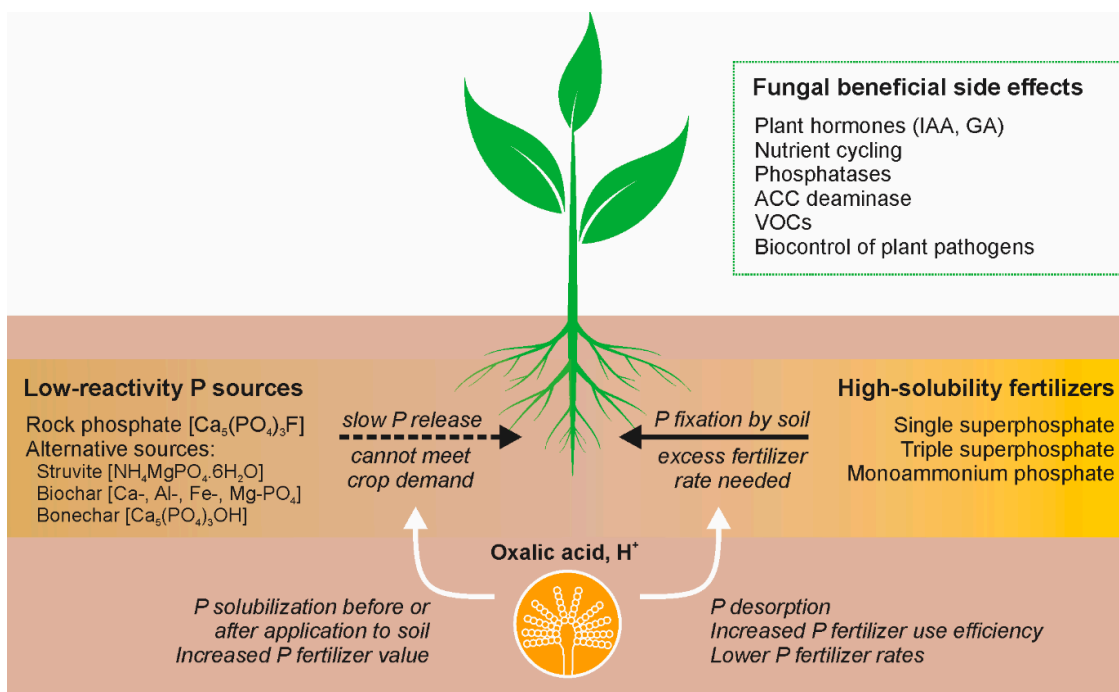 Fungal beneficial side effects
Plant hormones (IAA, GA)
Nutrient cycling
Phosphatases
ACC deaminase
VOCs
Biocontrol of plant pathogens
Low-reactivity P sources
Rock phosphate [Ca₅(PO₄)₃F]
Alternative sources:
Struvite [NH₄MgPO₄.6H₂O]
Biochar [Ca-, Al-, Fe-, Mg-PO₄]
Bonechar [Ca₅(PO₄)₃OH]
slow P release
cannot meet
crop demand
P fixation by soil
excess fertilizer
rate needed
High-solubility fertilizers
Single superphosphate
Triple superphosphate
Monoammonium phosphate
Oxalic acid, H⁺
P solubilization before or
after application to soil
Increased P fertilizer value
P desorption
Increased P fertilizer use efficiency
Lower P fertilizer rates